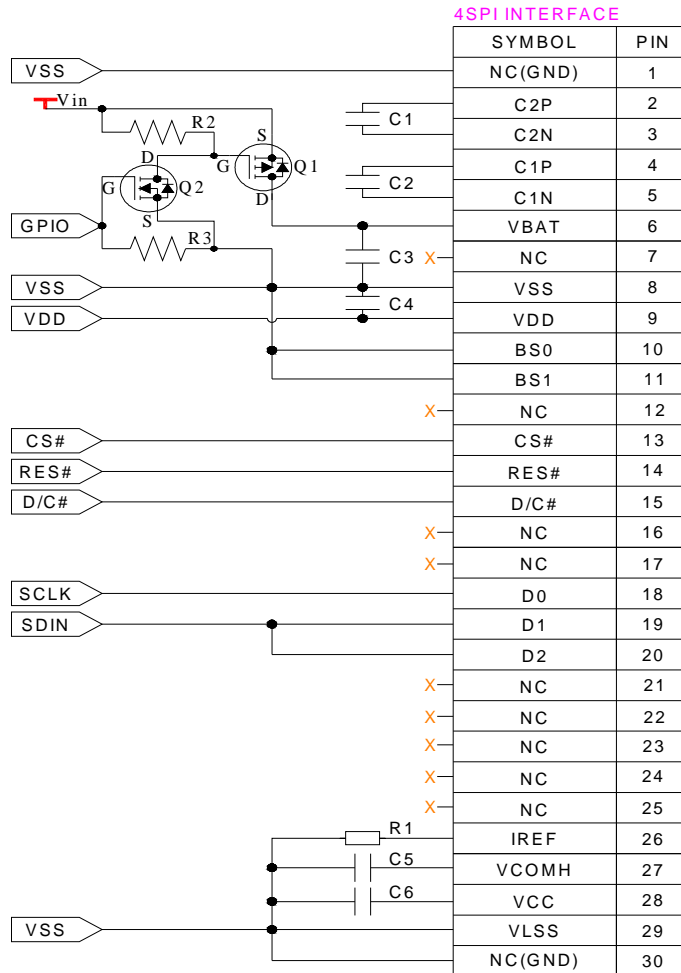 4SPI INTERFACE
SYMBOL PIN
VSS NC(GND) 1
Vin C2P 2
R2 C1
S C2N 3
D G Q1 C1P 4
G Q2 C2
D C1N 5
S
GPIO VBAT 6
R3
C3 X NC 7
VSS VSS 8
C4
VDD VDD 9
BS0 10
BS1 11
X NC 12
CS# CS# 13
RES# RES# 14
D/C# D/C# 15
X NC 16
X NC 17
SCLK D0 18
SDIN D1 19
D2 20
X NC 21
X NC 22
X NC 23
X NC 24
X NC 25
R1 IREF 26
C5 VCOMH 27
C6 VCC 28
VSS VLSS 29
NC(GND) 30